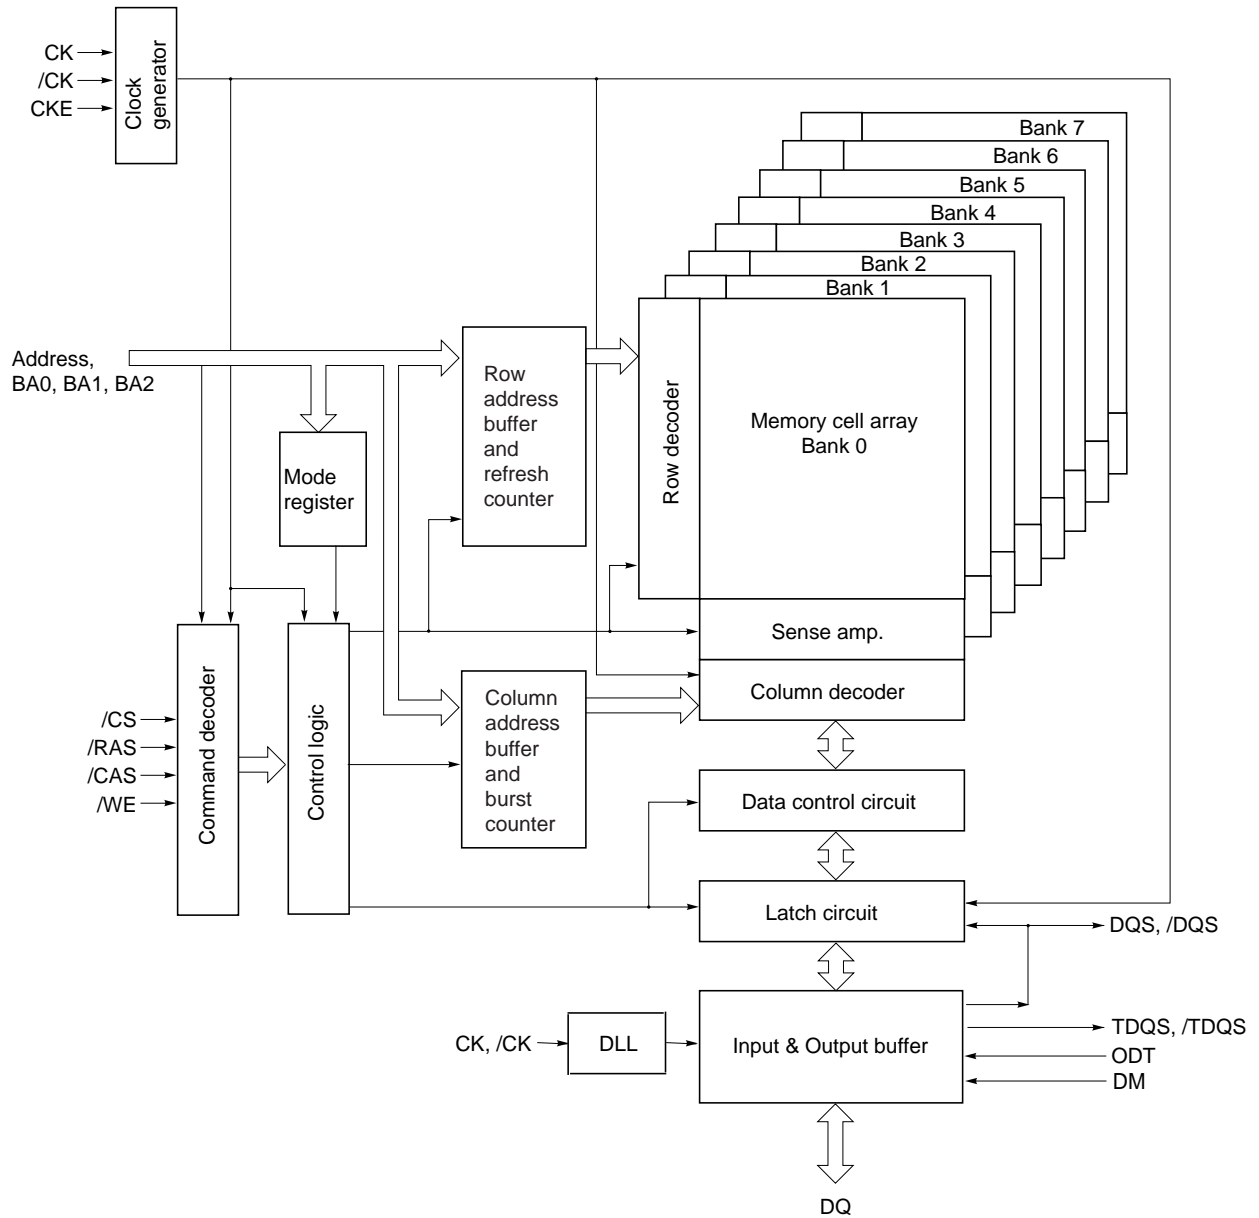 CK
/CK
CKE
Clock
generator
Bank 7
Bank 6
Bank 5
Bank 4
Bank 3
Bank 2
Bank 1
Address,
BA0, BA1, BA2
Row
address
buffer
and
refresh
counter
Row decoder
Memory cell array
Bank 0
Mode
register
Sense amp.
Column decoder
/CS
/RAS
/CAS
/WE
Command decoder
Control logic
Column
address
buffer
and
burst
counter
Data control circuit
Latch circuit
DQS, /DQS
CK, /CK
DLL
Input & Output buffer
TDQS, /TDQS
ODT
DM
DQ